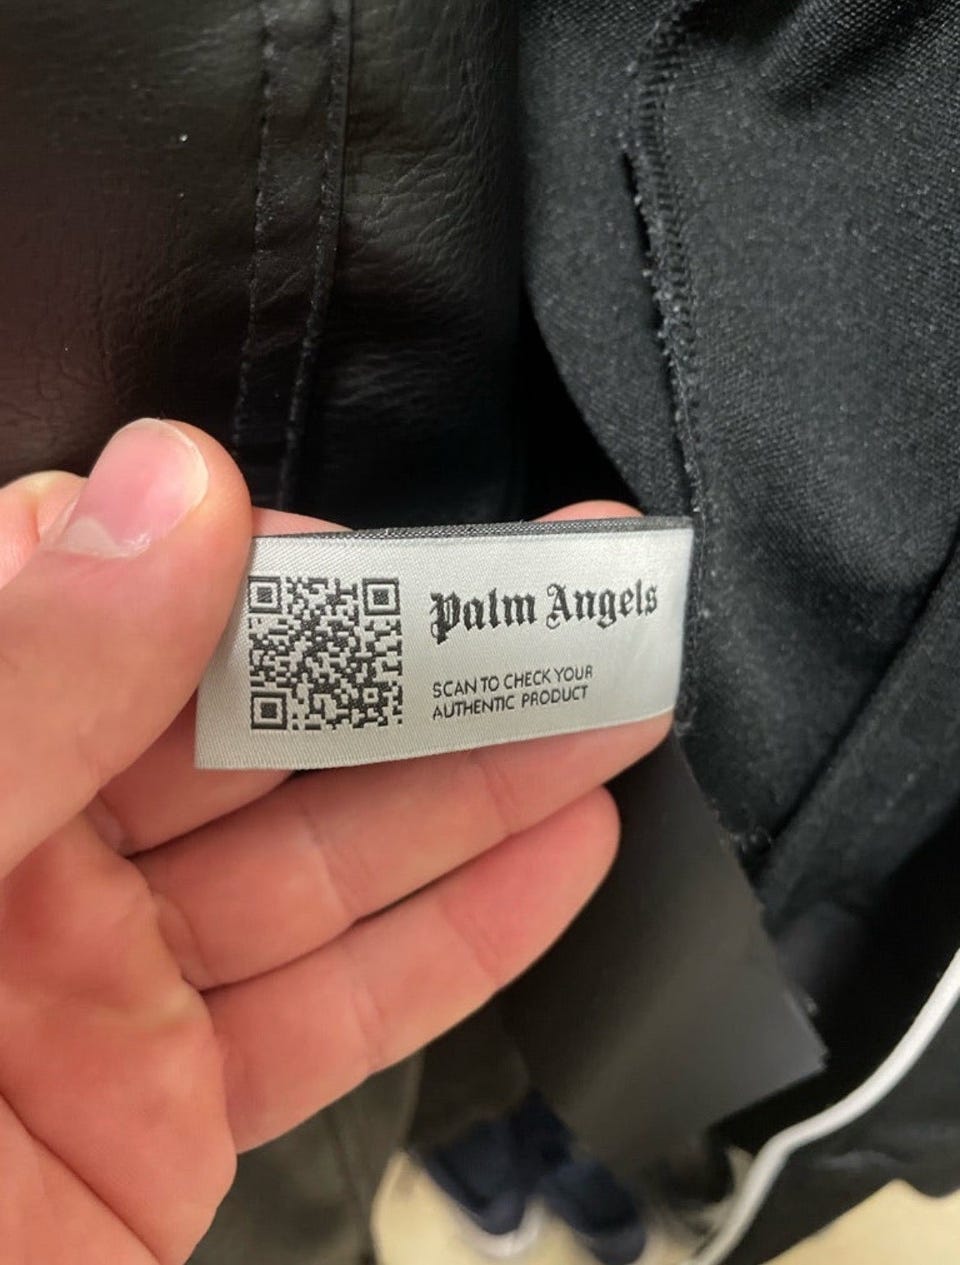 Palm Angels
SCAN TO CHECK YOUR
AUTHENTIC PRODUCT